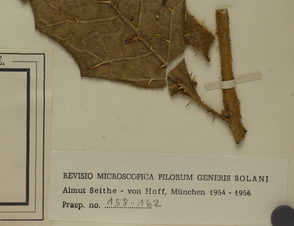 REVISIO MICROSCOPICA PILORUM GENERIS SOLANI
Almut Seithe - von Hoff, München 1954 - 1956
Praep. no. 158-162